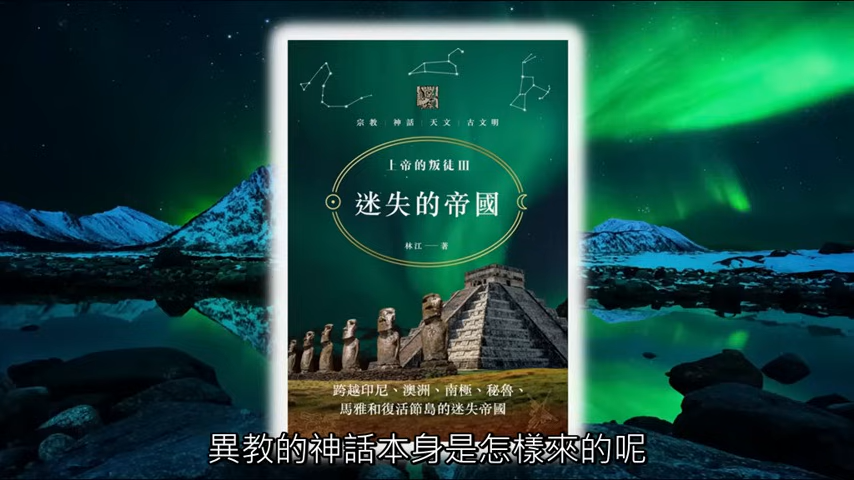 宗教｜神話｜天文｜古文明
上帝的叛徒III
迷失的帝國
林江──著
跨越印尼、澳洲、南極、秘魯、
馬雅和復活節島的迷失帝國
異教的神話本身是怎樣來的呢